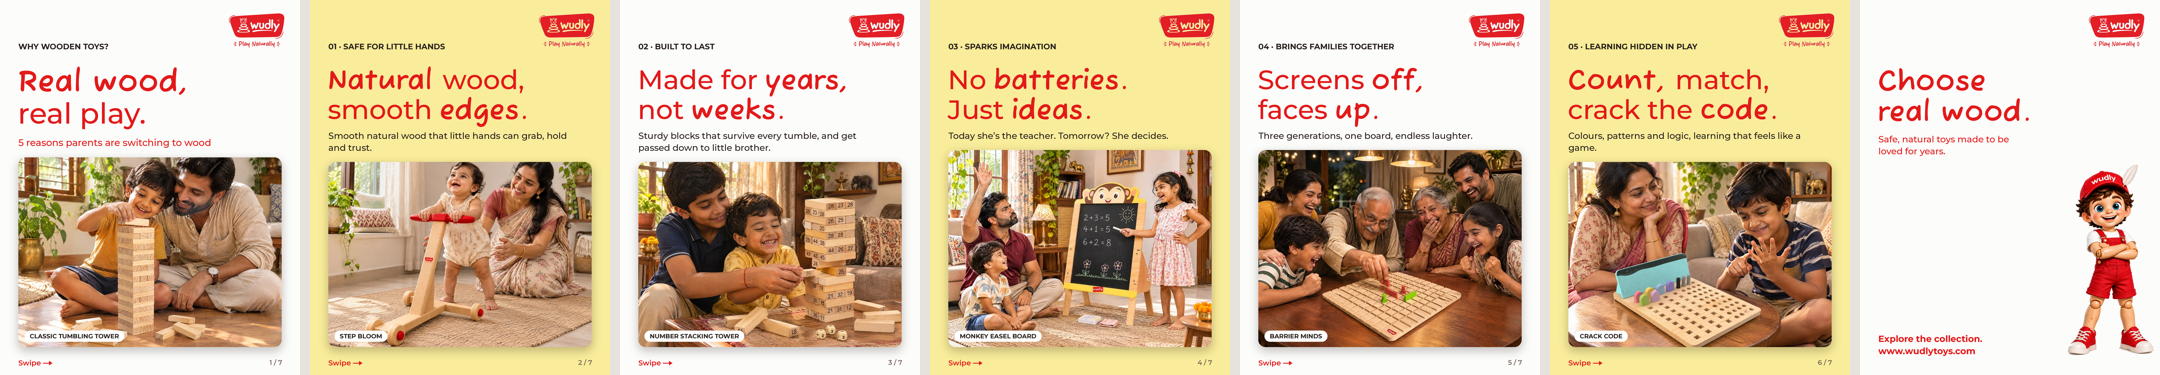 wudly
Play Naturally
WHY WOODEN TOYS?
Real wood,
real play.
5 reasons parents are switching to wood
CLASSIC TUMBLING TOWER
Swipe →
1 / 7
wudly
Play Naturally
01 · SAFE FOR LITTLE HANDS
Natural wood,
smooth edges.
Smooth natural wood that little hands can grab, hold
and trust.
STEP BLOOM
Swipe →
2 / 7
wudly
Play Naturally
02 · BUILT TO LAST
Made for years,
not weeks.
Sturdy blocks that survive every tumble, and get
passed down to little brother.
NUMBER STACKING TOWER
Swipe →
3 / 7
wudly
Play Naturally
03 · SPARKS IMAGINATION
No batteries.
Just ideas.
Today she's the teacher. Tomorrow? She decides.
2+3=5
4+1=5
6+2=8
MONKEY EASEL BOARD
Swipe →
4 / 7
wudly
Play Naturally
04 · BRINGS FAMILIES TOGETHER
Screens off,
faces up.
Three generations, one board, endless laughter.
BARRIER MINDS
Swipe →
5 / 7
wudly
Play Naturally
05 · LEARNING HIDDEN IN PLAY
Count, match,
crack the code.
Colours, patterns and logic, learning that feels like a
game.
CRACK CODE
Swipe →
6 / 7
wudly
Play Naturally
Choose
real wood.
Safe, natural toys made to be
loved for years.
wudly
Explore the collection.
www.wudlytoys.com